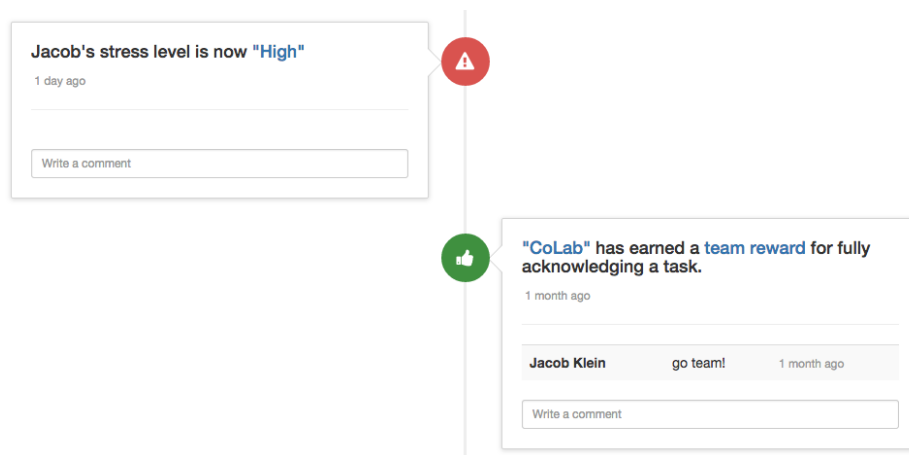 Jacob's stress level is now "High"
1 day ago
Write a comment
"CoLab" has earned a team reward for fully
acknowledging a task.
1 month ago
Jacob Klein go team! 1 month ago
Write a comment